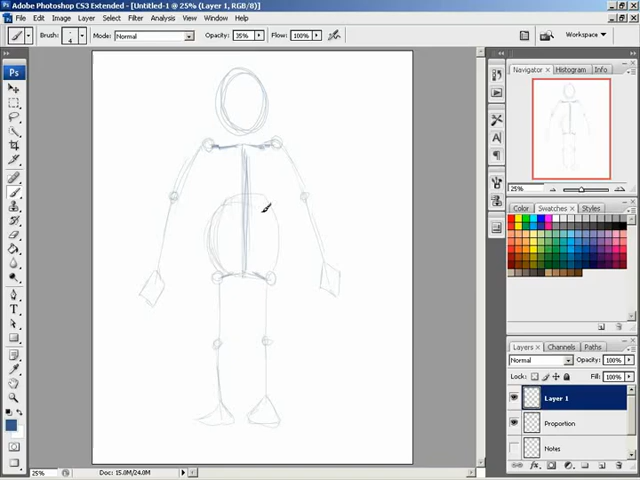 Adobe Photoshop CS3 Extended - [Untitled-1 @ 25% (Layer 1, RGB/8)]
File Edit Image Layer Select Filter Analysis View Window Help
Brush: 4 Mode: Normal Opacity: 35% Flow: 100% Workspace
Ps
Navigator Histogram Info
25%
Color Swatches Styles
Layers Channels Paths
Normal Opacity: 100%
Lock: Fill: 100%
Layer 1
Proportion
Notes
25% Doc: 15.0M/24.0M